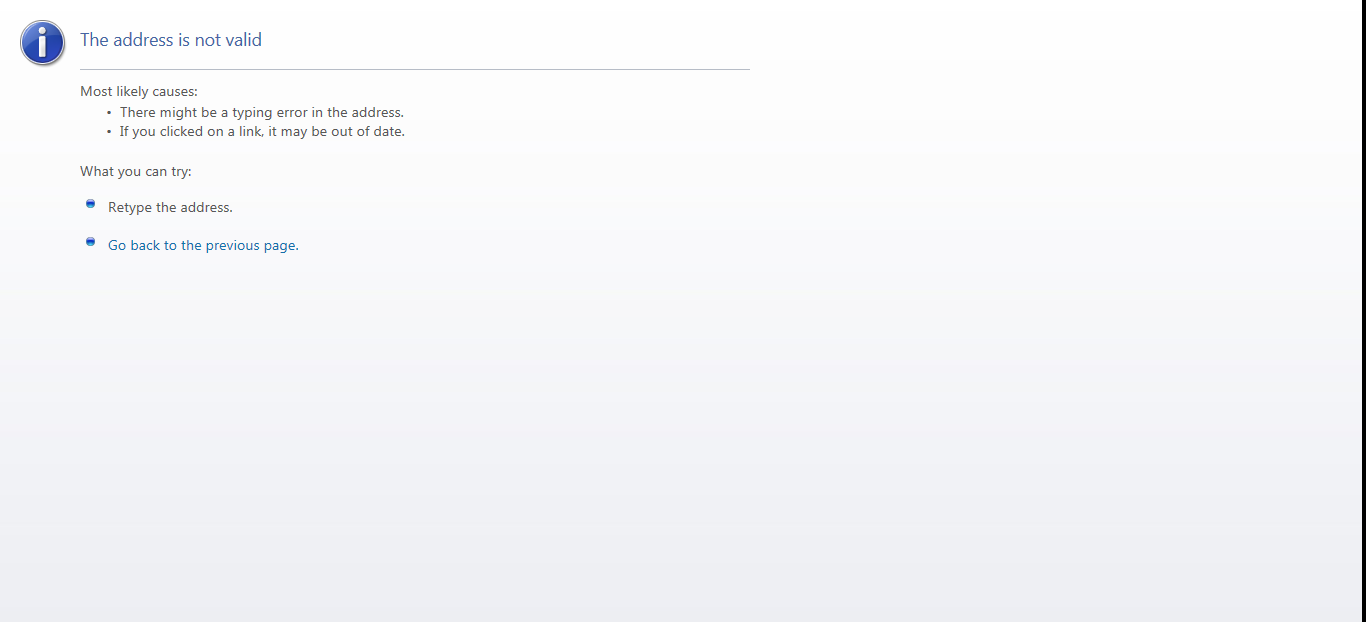 The address is not valid
Most likely causes:
• There might be a typing error in the address.
• If you clicked on a link, it may be out of date.
What you can try:
Retype the address.
Go back to the previous page.